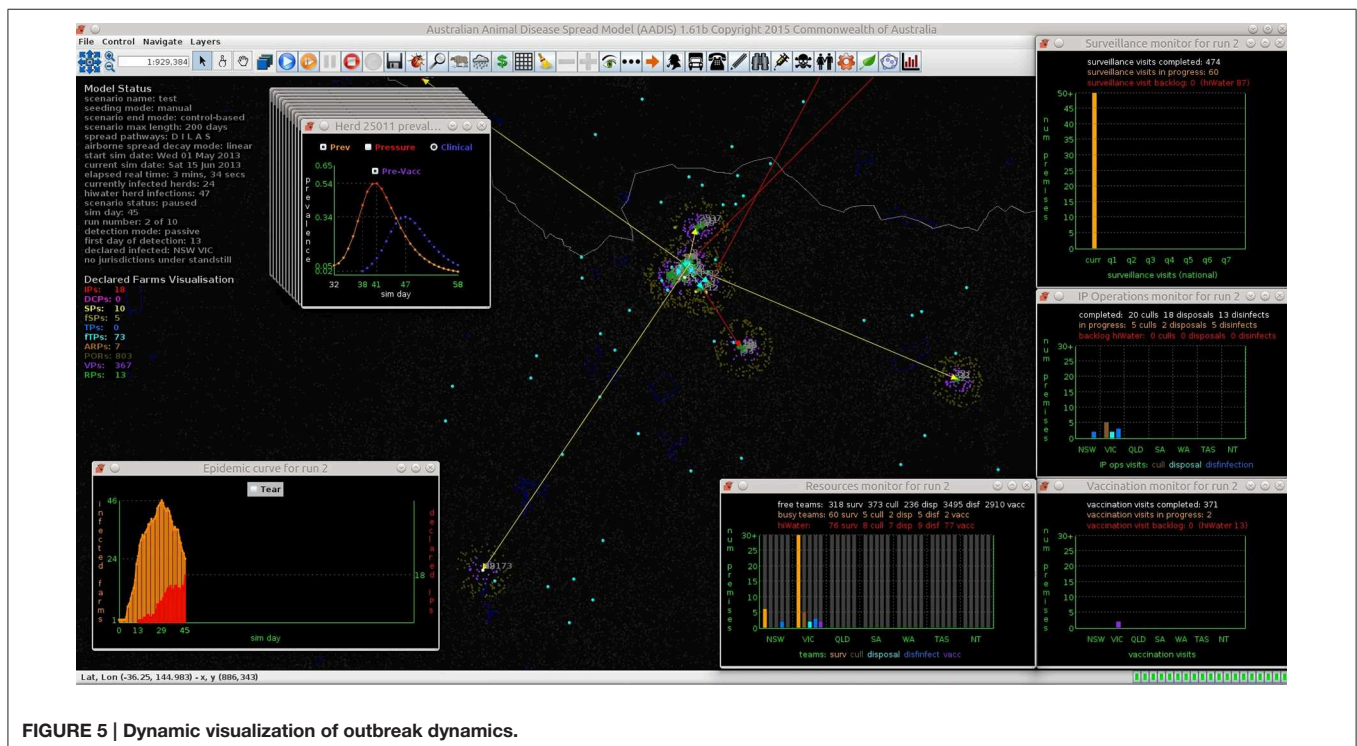 Australian Animal Disease Spread Model (AADIS) 1.61b Copyright 2015 Commonwealth of Australia
File Control Navigate Layers
1:929,384
Model Status
scenario name: test
seeding mode: manual
scenario end mode: control-based
scenario max length: 200 days
spread pathways: D I L A S
airborne spread decay mode: linear
start sim date: Wed 01 May 2013
current sim date: Sat 15 Jun 2013
elapsed real time: 3 mins, 34 secs
currently infected herds: 24
hiwater herd infections: 47
scenario status: paused
sim day: 45
run number: 2 of 10
detection mode: passive
first day of detection: 13
declared infected: NSW VIC
no jurisdictions under standstill
Declared Farms Visualisation
IPs: 18
DCPs: 0
SPs: 10
fSPs: 5
TPs: 0
fTPs: 73
ARPs: 7
PORs: 803
VPs: 367
RPs: 13
Herd 25011 preval...
Prev Pressure Clinical
Pre-Vacc
prevalence
0.65
0.54
0.34
0.05
0.02
32 38 41 47 58
sim day
Surveillance monitor for run 2
surveillance visits completed: 474
surveillance visits in progress: 60
surveillance visit backlog: 0 (hiWater 87)
num premises
50+
45
40
35
30
25
20
15
10
5
0
curr q1 q2 q3 q4 q5 q6 q7
surveillance visits (national)
IP Operations monitor for run 2
completed: 20 culls 18 disposals 13 disinfects
in progress: 5 culls 2 disposals 5 disinfects
backlog hiWater: 0 culls 0 disposals 0 disinfects
num premises
30+
25
20
15
10
5
0
NSW VIC QLD SA WA TAS NT
IP ops visits: cull disposal disfinfection
Epidemic curve for run 2
Tear
infected farms
46
24
1
declared IPs
18
0 13 29 45
sim day
Resources monitor for run 2
free teams: 318 surv 373 cull 236 disp 3495 disf 2910 vacc
busy teams: 60 surv 5 cull 2 disp 5 disf 2 vacc
hiWater: 76 surv 8 cull 7 disp 9 disf 77 vacc
num premises
30+
25
20
15
10
5
0
NSW VIC QLD SA WA TAS NT
teams: surv cull disposal disfinfect vacc
Vaccination monitor for run 2
vaccination visits completed: 371
vaccination visits in progress: 2
vaccination visit backlog: 0 (hiWater 13)
num premises
30+
25
20
15
10
5
0
NSW VIC QLD SA WA TAS NT
vaccination visits
Lat, Lon (-36.25, 144.983) - x, y (886,343)
FIGURE 5 | Dynamic visualization of outbreak dynamics.